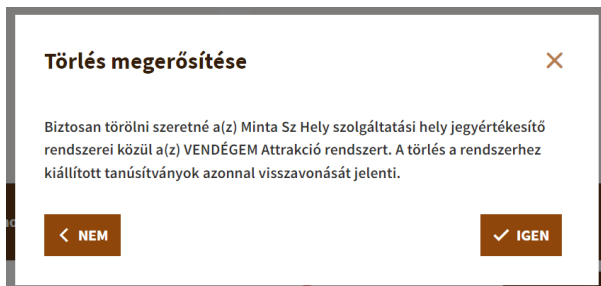 Törlés megerősítése
Biztosan törölni szeretné a(z) Minta Sz Hely szolgáltatási hely jegyértékesítő
rendszerei közül a(z) VENDÉGEM Attrakció rendszert. A törlés a rendszerhez
kiállított tanúsítványok azonnal visszavonását jelenti.
NEM
IGEN